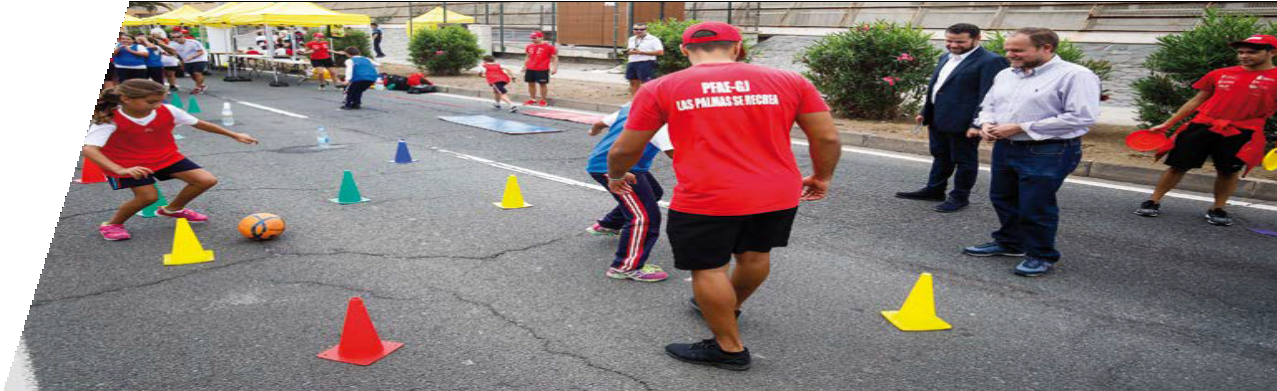 PFAE-GJ
LAS PALMAS SE RECREA